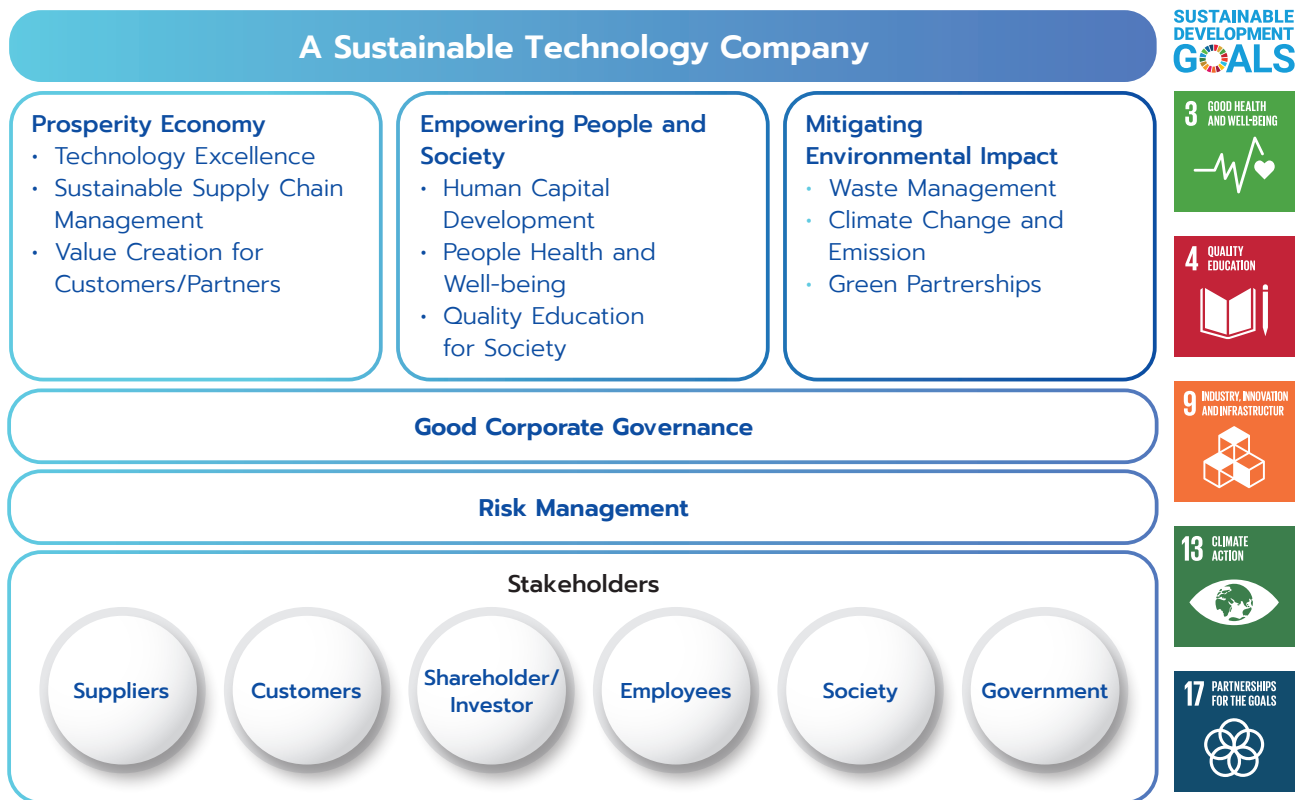 A Sustainable Technology Company
Prosperity Economy
• Technology Excellence
• Sustainable Supply Chain
Management
• Value Creation for
Customers/Partners
Empowering People and
Society
• Human Capital
Development
• People Health and
Well-being
• Quality Education
for Society
Mitigating
Environmental Impact
• Waste Management
• Climate Change and
Emission
• Green Partrerships
Good Corporate Governance
Risk Management
Stakeholders
Suppliers
Customers
Shareholder/
Investor
Employees
Society
Government
SUSTAINABLE
DEVELOPMENT
GOALS
3 GOOD HEALTH
AND WELL-BEING
4 QUALITY
EDUCATION
9 INDUSTRY, INNOVATION
AND INFRASTRUCTUR
13 CLIMATE
ACTION
17 PARTNERSHIPS
FOR THE GOALS